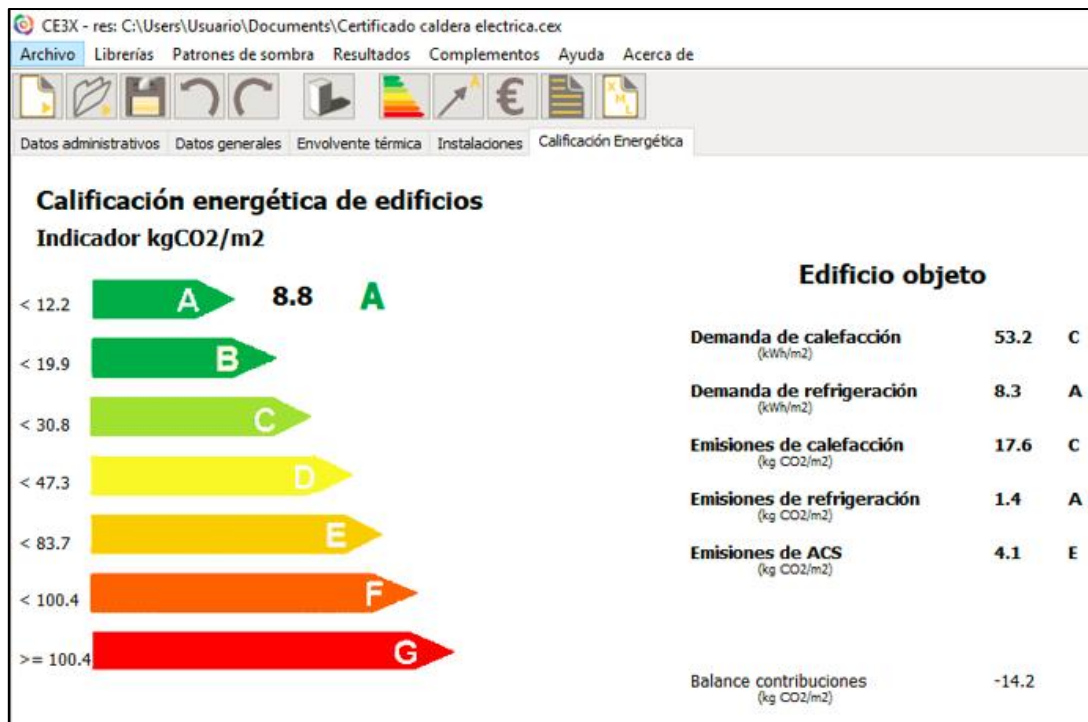 CE3X - res: C:\Users\Usuario\Documents\Certificado caldera electrica.cex
Archivo Librerías Patrones de sombra Resultados Complementos Ayuda Acerca de
A €
XML
Datos administrativos Datos generales Envolvente térmica Instalaciones Calificación Energética
Calificación energética de edificios
Indicador kgCO2/m2
Edificio objeto
< 12.2 A 8.8 A
< 19.9 B
< 30.8 C
< 47.3 D
< 83.7 E
< 100.4 F
>= 100.4 G
Demanda de calefacción 53.2 C
(kWh/m2)
Demanda de refrigeración 8.3 A
(kWh/m2)
Emisiones de calefacción 17.6 C
(kg CO2/m2)
Emisiones de refrigeración 1.4 A
(kg CO2/m2)
Emisiones de ACS 4.1 E
(kg CO2/m2)
Balance contribuciones -14.2
(kg CO2/m2)